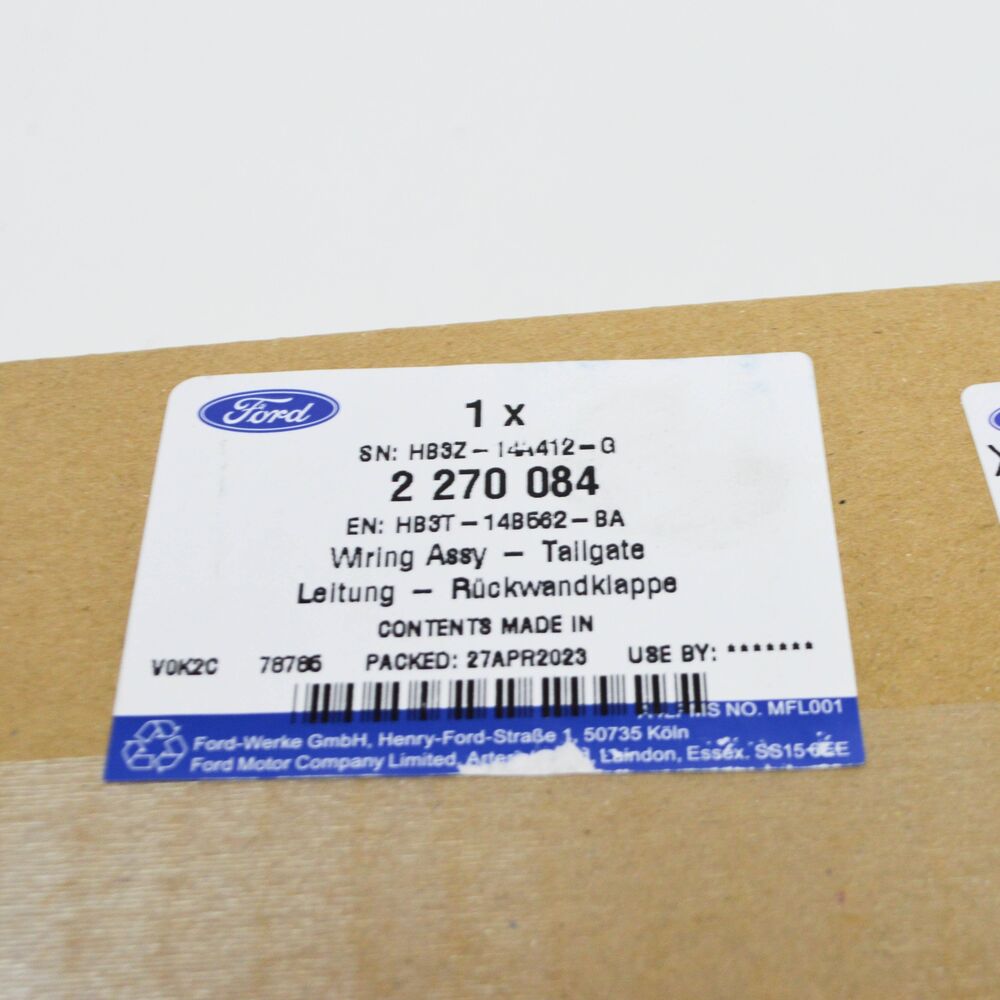 Ford
1 x
SN: HB3Z-14A412-G
2 270 084
EN: HB3T-14B562-BA
Wiring Assy - Tailgate
Leitung - Rückwandklappe
CONTENTS MADE IN
V0K2C 78786 PACKED: 27APR2023 USE BY: *******
NO. MFL001
Ford-Werke GmbH, Henry-Ford-Straße 1, 50735 Köln
Ford Motor Company Limited, Laindon, Essex. SS15 6EE